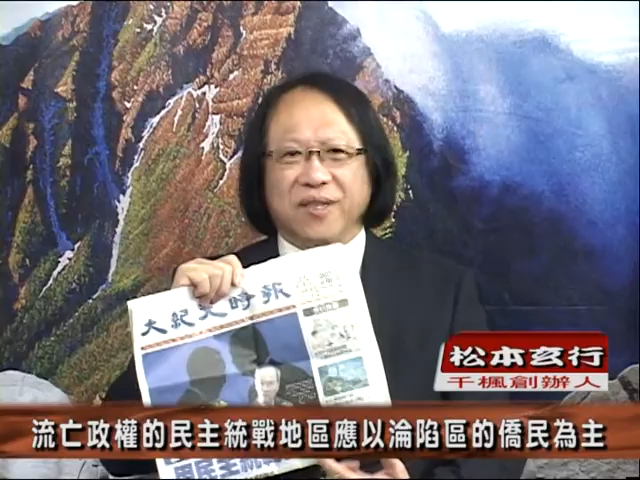 大紀元時報
松本玄行
千楓創辦人
流亡政權的民主統戰地區應以淪陷區的僑民為主